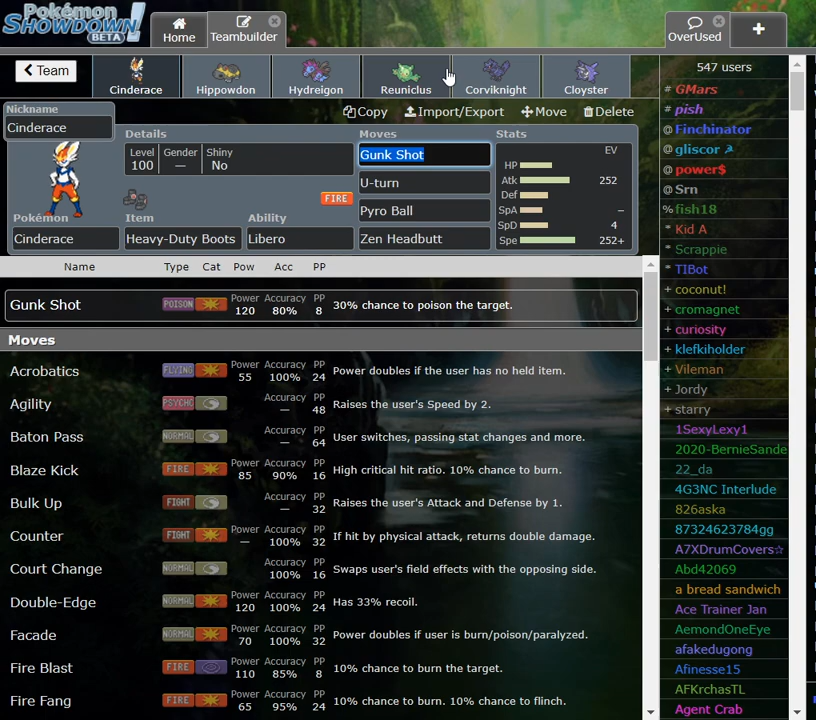 Pokémon
SHOWDOWN!
BETA
Home
Teambuilder
OverUsed
+
< Team
Cinderace
Hippowdon
Hydreigon
Reuniclus
Corviknight
Cloyster
547 users
Copy
Import/Export
Move
Delete
Nickname
Cinderace
Details
Level
100
Gender
—
Shiny
No
FIRE
Pokémon
Cinderace
Item
Heavy-Duty Boots
Ability
Libero
Moves
Gunk Shot
U-turn
Pyro Ball
Zen Headbutt
Stats
EV
HP
Atk 252
Def
SpA –
SpD 4
Spe 252+
Name Type Cat Pow Acc PP
Gunk Shot POISON Power 120 Accuracy 80% PP 8 30% chance to poison the target.
Moves
Acrobatics FLYING Power 55 Accuracy 100% PP 24 Power doubles if the user has no held item.
Agility PSYCHC Accuracy — PP 48 Raises the user's Speed by 2.
Baton Pass NORMAL Accuracy — PP 64 User switches, passing stat changes and more.
Blaze Kick FIRE Power 85 Accuracy 90% PP 16 High critical hit ratio. 10% chance to burn.
Bulk Up FIGHT Accuracy — PP 32 Raises the user's Attack and Defense by 1.
Counter FIGHT Power — Accuracy 100% PP 32 If hit by physical attack, returns double damage.
Court Change NORMAL Accuracy 100% PP 16 Swaps user's field effects with the opposing side.
Double-Edge NORMAL Power 120 Accuracy 100% PP 24 Has 33% recoil.
Facade NORMAL Power 70 Accuracy 100% PP 32 Power doubles if user is burn/poison/paralyzed.
Fire Blast FIRE Power 110 Accuracy 85% PP 8 10% chance to burn the target.
Fire Fang FIRE Power 65 Accuracy 95% PP 24 10% chance to burn. 10% chance to flinch.
# GMars
# pish
@ Finchinator
@ gliscor ☭
@ power$
@ Srn
% fish18
* Kid A
* Scrappie
* TIBot
+ coconut!
+ cromagnet
+ curiosity
+ klefkiholder
+ Vileman
+ Jordy
+ starry
1SexyLexy1
2020-BernieSande
22_da
4G3NC Interlude
826aska
87324623784gg
A7XDrumCovers☆
Abd42069
a bread sandwich
Ace Trainer Jan
AemondOneEye
afakedugong
Afinesse15
AFKrchasTL
Agent Crab